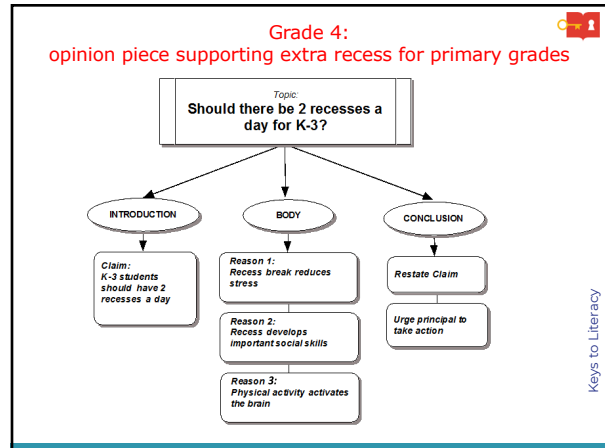 Grade 4:
opinion piece supporting extra recess for primary grades
Topic:
Should there be 2 recesses a
day for K-3?
INTRODUCTION
Claim:
K-3 students
should have 2
recesses a day
BODY
Reason 1:
Recess break reduces
stress
Reason 2:
Recess develops
important social skills
Reason 3:
Physical activity activates
the brain
CONCLUSION
Restate Claim
Urge principal to
take action
Keys to Literacy